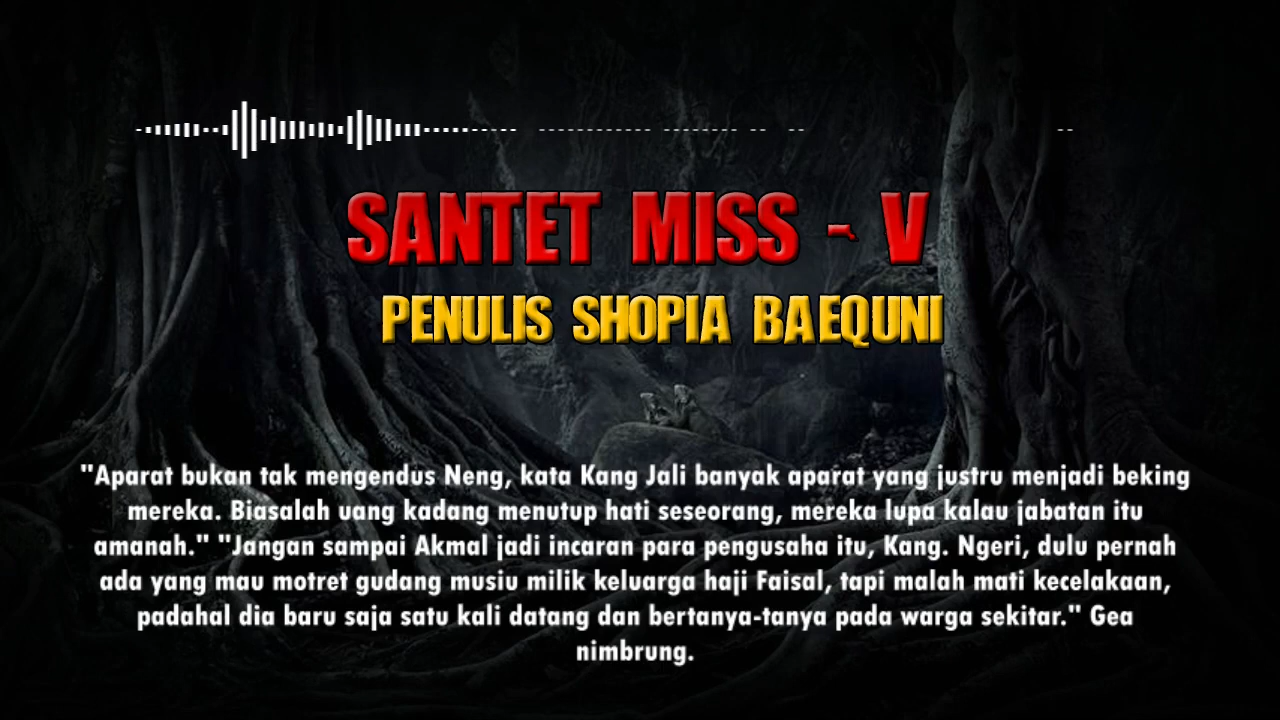 SANTET MISS - V
PENULIS SHOPIA BAEQUNI
"Aparat bukan tak mengendus Neng, kata Kang Jali banyak aparat yang justru menjadi beking
mereka. Biasalah uang kadang menutup hati seseorang, mereka lupa kalau jabatan itu
amanah." "Jangan sampai Akmal jadi incaran para pengusaha itu, Kang. Ngeri, dulu pernah
ada yang mau motret gudang musiu milik keluarga haji Faisal, tapi malah mati kecelakaan,
padahal dia baru saja satu kali datang dan bertanya-tanya pada warga sekitar." Gea
nimbrung.